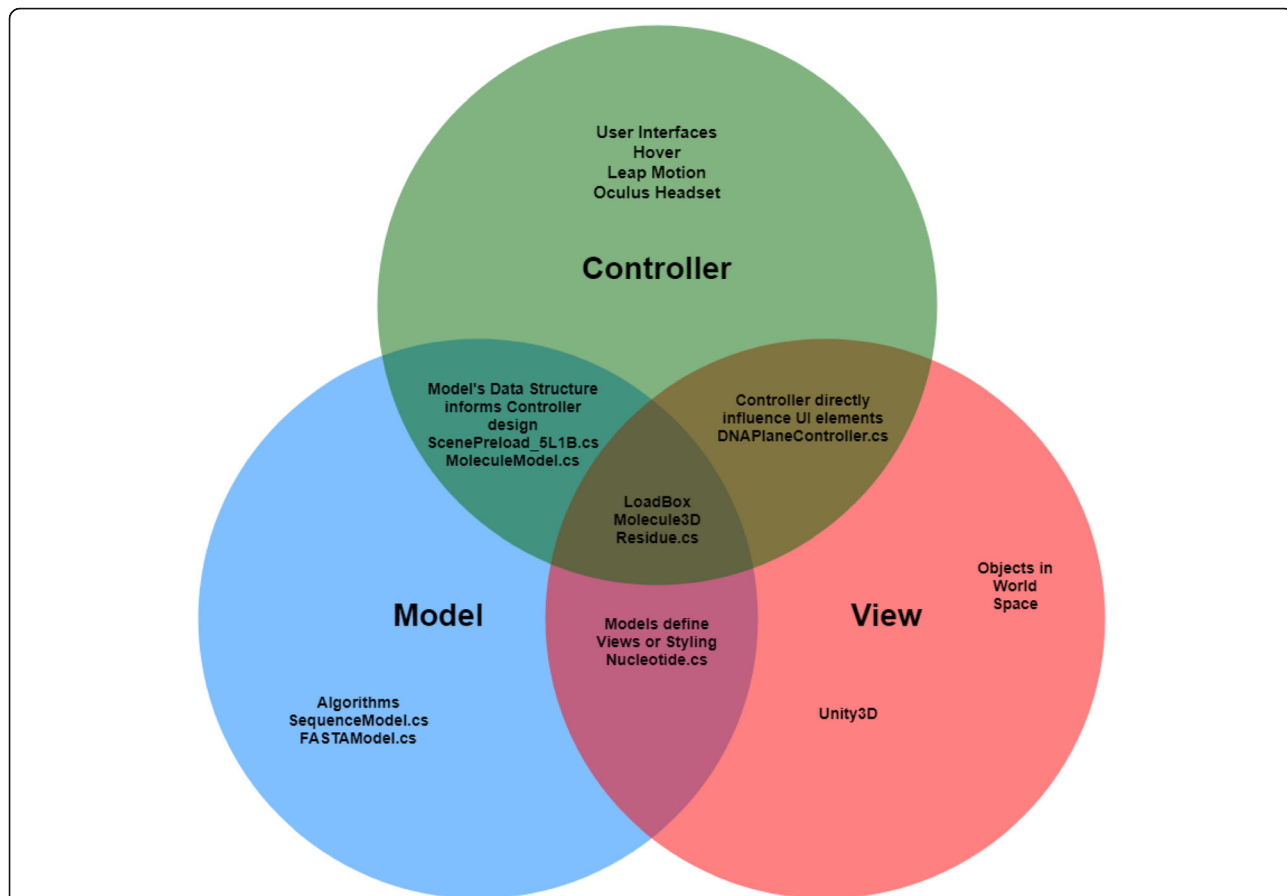 User Interfaces
Hover
Leap Motion
Oculus Headset
Controller
Model's Data Structure
informs Controller
design
ScenePreload_5L1B.cs
MoleculeModel.cs
Controller directly
influence UI elements
DNAPlaneController.cs
LoadBox
Molecule3D
Residue.cs
Objects in
World
Space
Model
Models define
Views or Styling
Nucleotide.cs
View
Algorithms
SequenceModel.cs
FASTAModel.cs
Unity3D